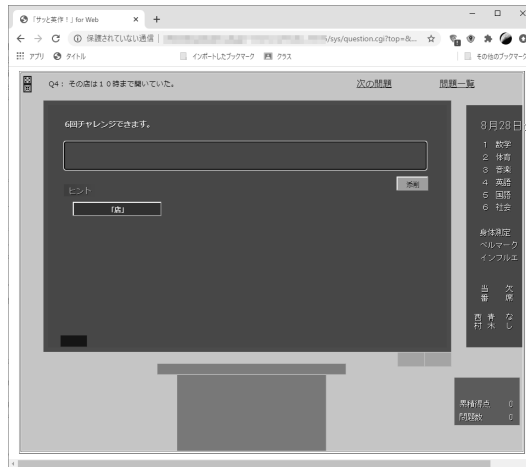 「サッと英作！」for Web
保護されていない通信
/sys/question.cgi?top=&...
アプリ
タイトル
インポートしたブックマーク
クラス
その他のブックマーク
Q4: その店は１０時まで開いていた。
次の問題
問題一覧
6回チャレンジできます。
添削
ヒント
「店」
8月28日
1 数学
2 体育
3 音楽
4 英語
5 国語
6 社会
身体測定
ベルマーク
インフルエ
当番
欠席
西村
青木
なし
累積得点 0
問題数 0